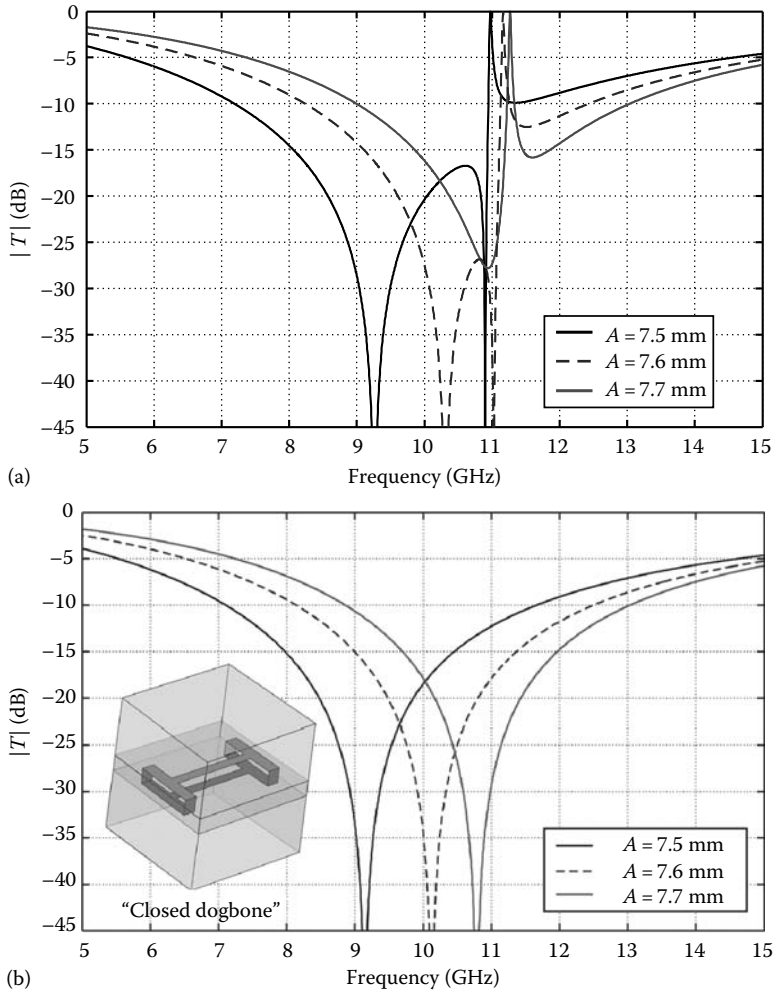 0
−5
−10
−15
−20
−25
−30
−35
−40
−45
|T| (dB)
A = 7.5 mm
A = 7.6 mm
A = 7.7 mm
5 6 7 8 9 10 11 12 13 14 15
(a) Frequency (GHz)
0
−5
−10
−15
−20
−25
−30
−35
−40
−45
|T| (dB)
"Closed dogbone"
A = 7.5 mm
A = 7.6 mm
A = 7.7 mm
5 6 7 8 9 10 11 12 13 14 15
(b) Frequency (GHz)